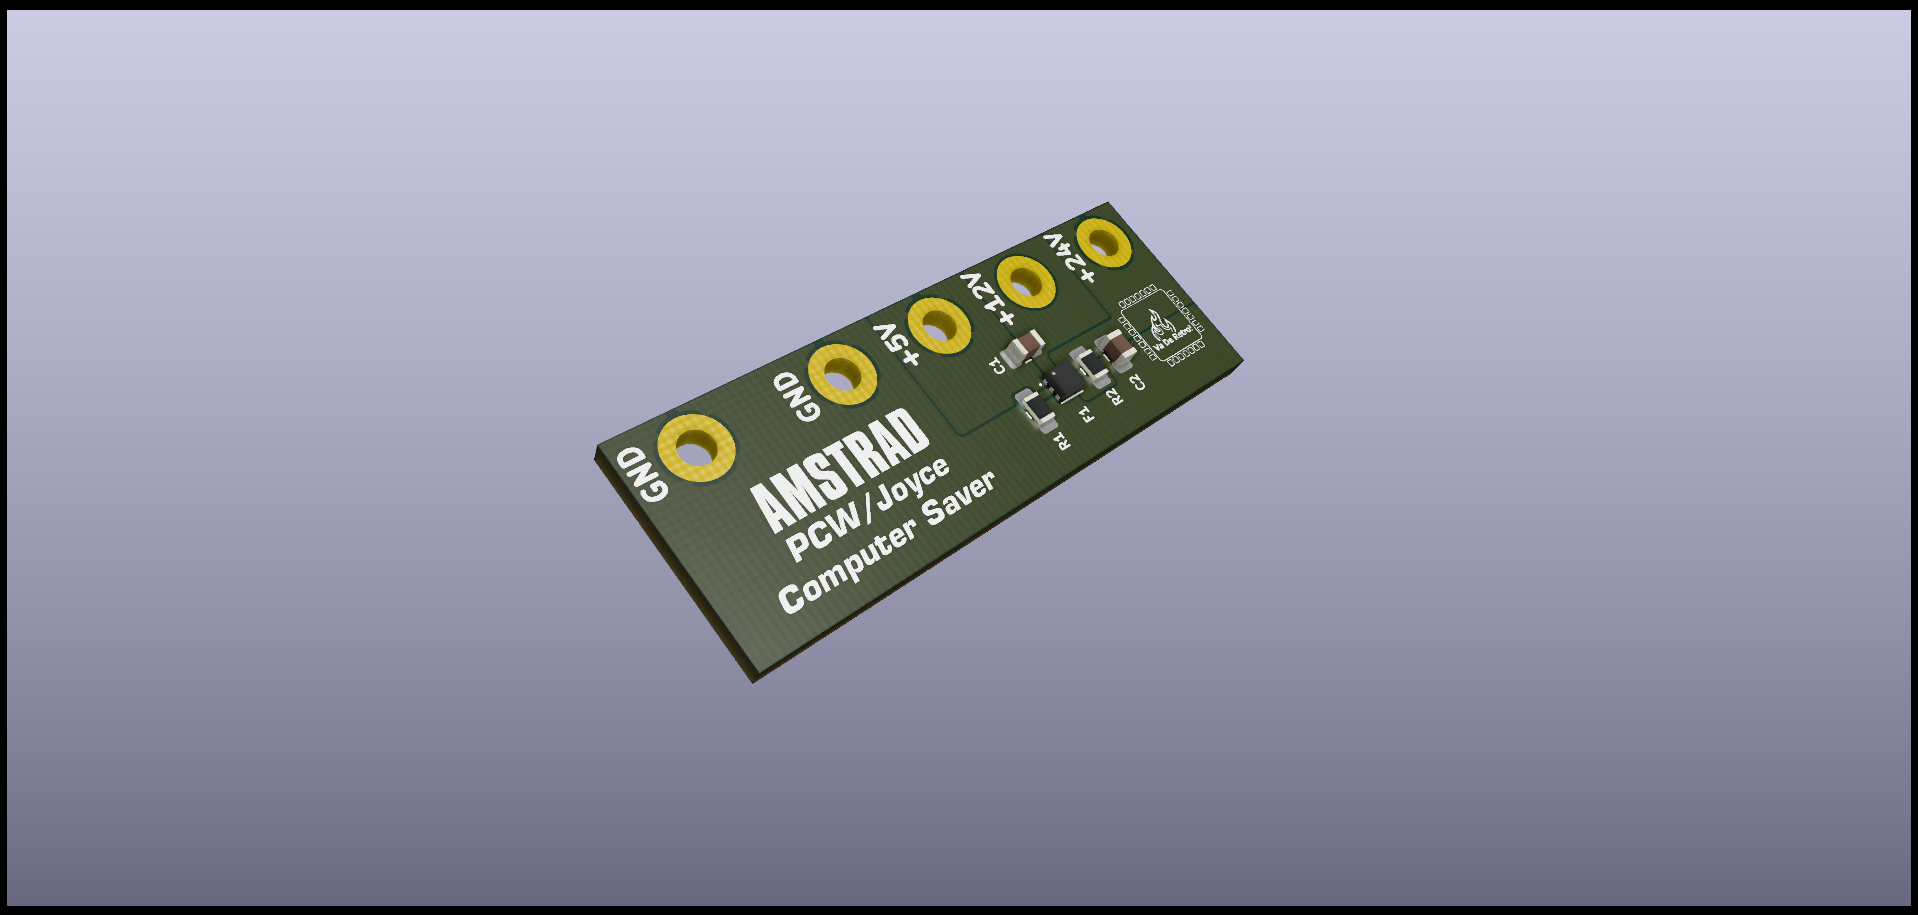 +24V
+12V
+5V
GND
GND
C1
C2
R2
F1
R1
Va De Retro!
AMSTRAD
PCW/Joyce
Computer Saver